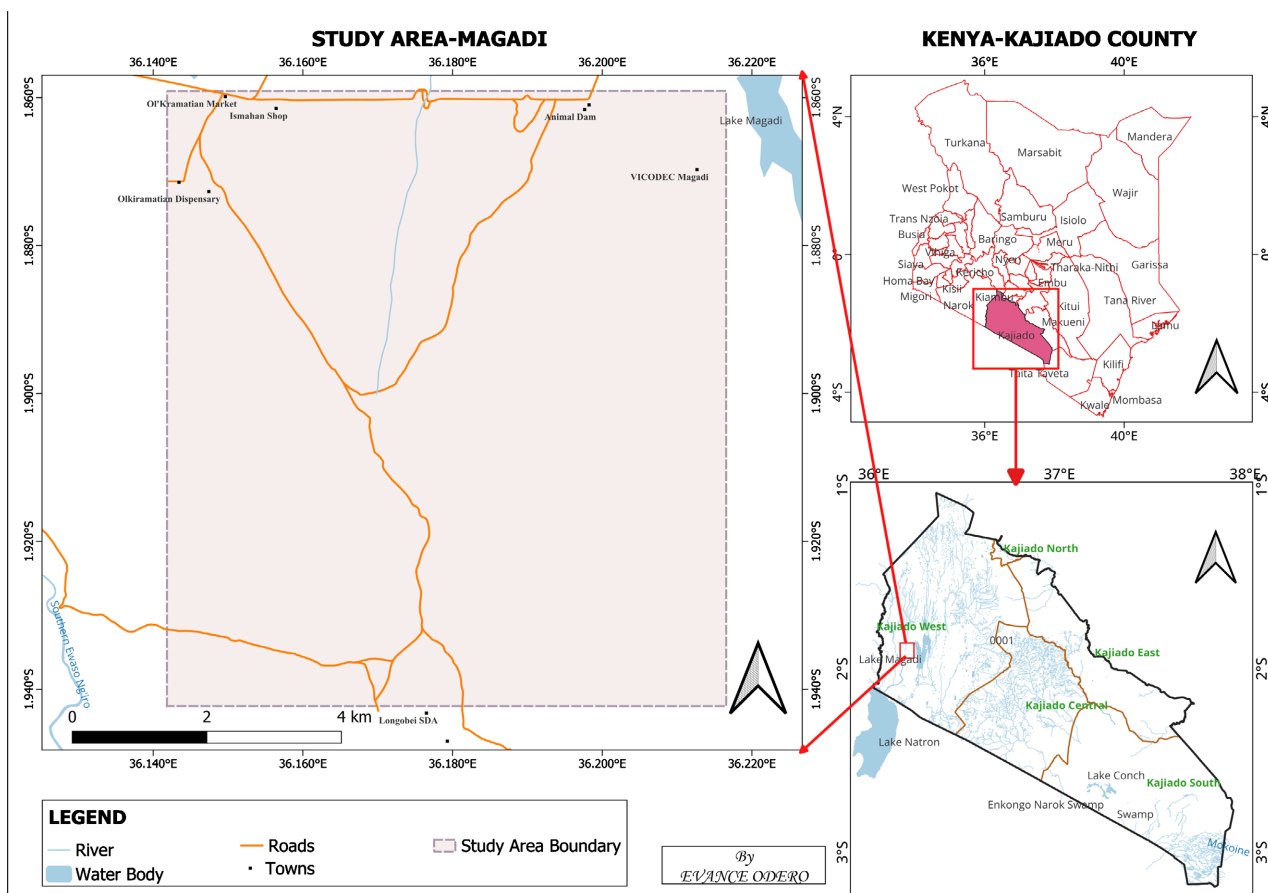 STUDY AREA-MAGADI
36.140°E 36.160°E 36.180°E 36.200°E 36.220°E
1.860°S
1.880°S
1.900°S
1.920°S
1.940°S
Ol'Kramatian Market
Ismahan Shop
Animal Dam
Lake Magadi
VICODEC Magadi
Olkiramatian Dispensary
Southern Ewaso Ng'iro
Longobei SDA
0 2 4 km
1.860°S
1.880°S
1.900°S
1.920°S
1.940°S
36.140°E 36.160°E 36.180°E 36.200°E 36.220°E
LEGEND
River
Water Body
Roads
Towns
Study Area Boundary
By
EVANCE ODERO
KENYA-KAJIADO COUNTY
36°E 40°E
4°N
0°
4°S
4°N
0°
4°S
Turkana
Marsabit
Mandera
West Pokot
Wajir
Trans Nzoia
Samburu
Isiolo
Busia
Baringo
Meru
Vihiga
Siaya
Nyeri
Tharaka-Nithi
Garissa
Kericho
Homa Bay
Kisii
Embu
Migori
Narok
Kiambu
Kitui
Tana River
Makueni
Lamu
Kajiado
Kilifi
Taita Taveta
Kwale
Mombasa
36°E 40°E
36°E 37°E 38°E
1°S
1°S
2°S
3°S
Kajiado North
Kajiado West
0001
Lake Magadi
Kajiado East
Kajiado Central
Lake Natron
Lake Conch
Kajiado South
Enkongo Narok Swamp
Swamp
Mokoine